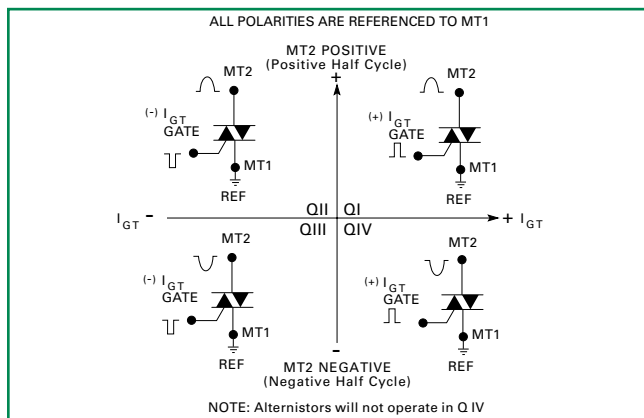 ALL POLARITIES ARE REFERENCED TO MT1
MT2 POSITIVE
(Positive Half Cycle)
+
MT2
(-) IGT
GATE
MT1
REF
MT2
(+) IGT
GATE
MT1
REF
IGT -
QII QI
QIII QIV
+ IGT
MT2
(-) IGT
GATE
MT1
REF
MT2
(+) IGT
GATE
MT1
REF
-
MT2 NEGATIVE
(Negative Half Cycle)
NOTE: Alternistors will not operate in Q IV